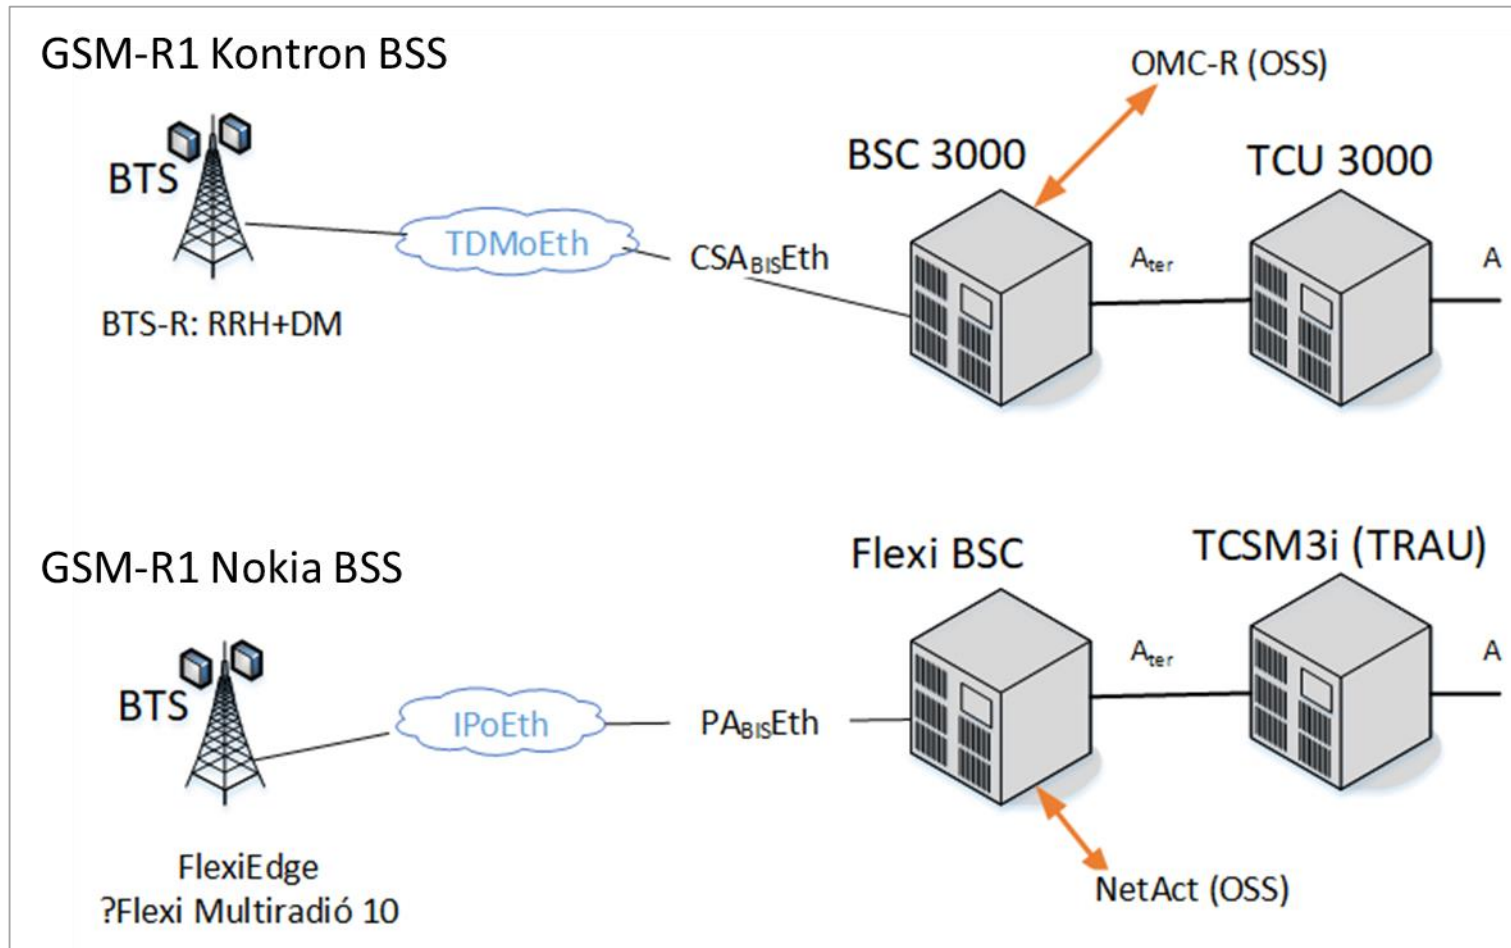 GSM-R1 Kontron BSS
OMC-R (OSS)
BSC 3000
TCU 3000
BTS
TDMoEth
CSABISEth
Ater
A
BTS-R: RRH+DM
GSM-R1 Nokia BSS
Flexi BSC
TCSM3i (TRAU)
BTS
IPoEth
PABISEth
Ater
A
FlexiEdge
?Flexi Multiradió 10
NetAct (OSS)